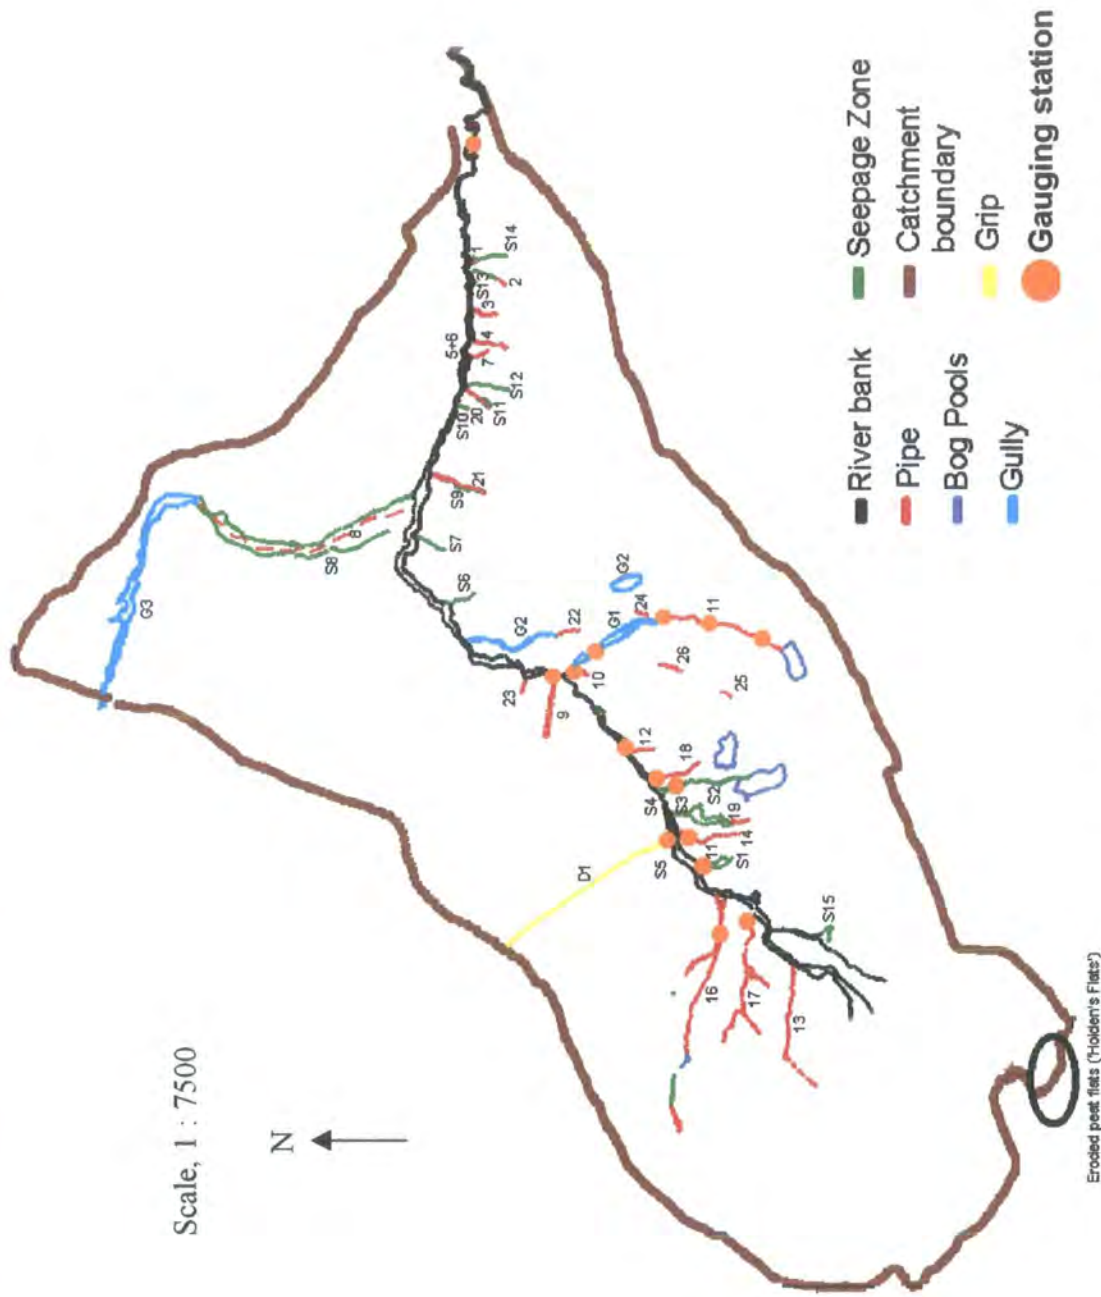 Scale, 1 : 7500
N
G3
S8
8
S7
S9
21
S10
20
S11
S12
5+6
7
4
3
S13
2
1
S14
S6
G2
22
23
9
10
G1
G2
24
11
26
25
12
18
S4
S3
S2
19
14
S5
11
S1
D1
16
17
13
S15
River bank
Pipe
Bog Pools
Gully
Seepage Zone
Catchment
boundary
Grip
Gauging station
Eroded peat flats ('Holden's Flats')